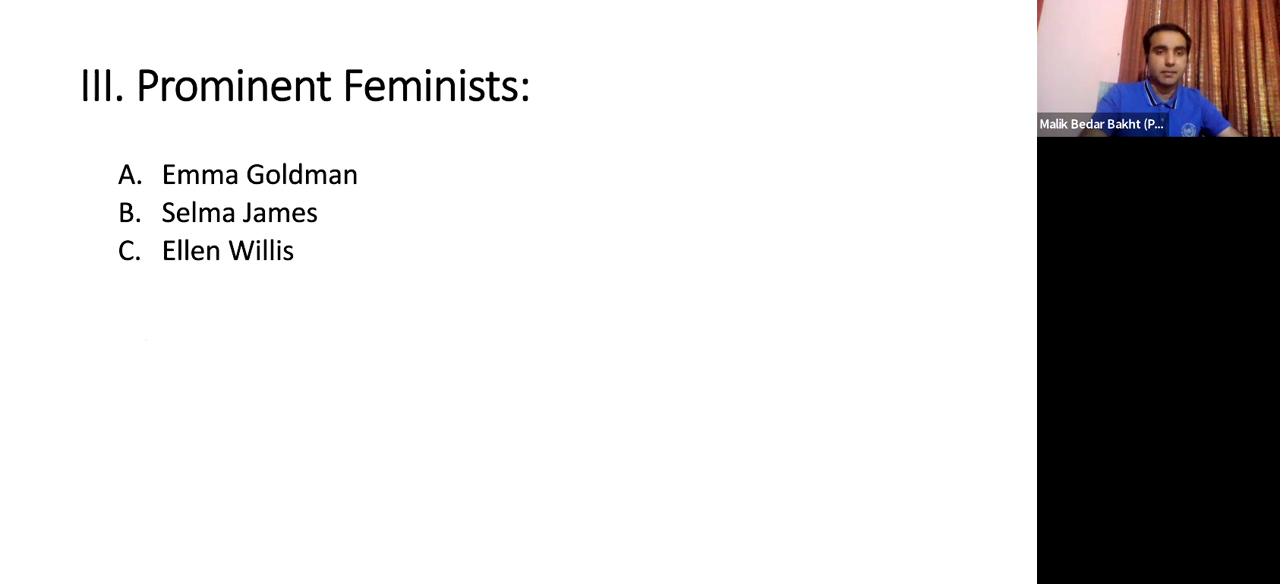 III. Prominent Feminists:
A. Emma Goldman
B. Selma James
C. Ellen Willis
Malik Bedar Bakht (P...